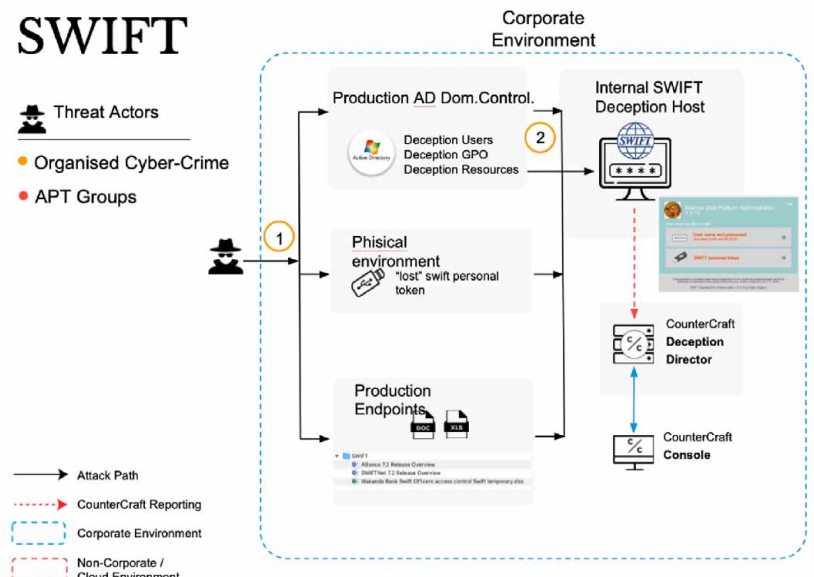 SWIFT
Threat Actors
Organised Cyber-Crime
APT Groups
Corporate
Environment
1
Production AD Dom.Control.
Active Directory
Deception Users
Deception GPO
Deception Resources
2
Internal SWIFT
Deception Host
SWIFT
****
User name and password
SWIFT personal token
Phisical
environment
"lost" swift personal
token
C/C
CounterCraft
Deception
Director
Production
Endpoints
DOC
XLS
SWIFT
Alliance 7.2 Release Overview
SWIFTNet 7.2 Release Overview
Wakanda Bank Swift Officers access control Swift temporary
C/C
CounterCraft
Console
Attack Path
CounterCraft Reporting
Corporate Environment
Non-Corporate /
Cloud Environment